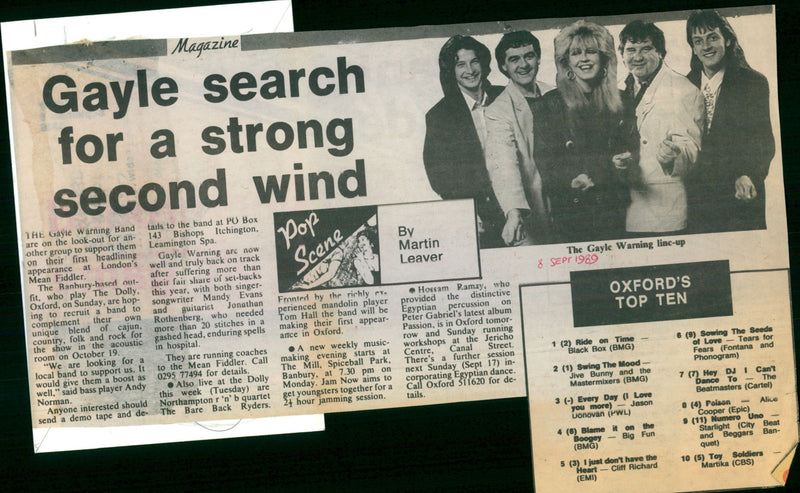 Magazine
Gayle search
for a strong
second wind
THE Gayle Warning Band
are on the look-out for an-
other group to support them
on their first headlining
appearance at London's
Mean Fiddler.
The Banbury-based out-
fit, who play The Dolly,
Oxford, on Sunday, are hop-
ing to recruit a band to
complement their own
unique blend of cajun,
country, folk and rock for
the show in the acoustic
room on October 19.
"We are looking for a
local band to support us. It
would give them a boost as
well," said bass player Andy
Norman.
Anyone interested should
send a demo tape and de-
tails to the band at PO Box
143 Bishops Itchington,
Leamington Spa.
Gayle Warning are now
well and truly back on track
after suffering more than
their fair share of set-backs
this year, with both singer-
songwriter Mandy Evans
and guitarist Jonathan
Rothenberg, who needed
more than 20 stitches in a
gashed head, enduring spells
in hospital.
They are running coaches
to the Mean Fiddler. Call
0295 77494 for details.
● Also live at the Dolly
this week (Tuesday) are
Northampton r 'n' b quartet
The Bare Back Ryders.
Pop
Scene
By
Martin
Leaver
Fronted by the richly ex-
perienced mandolin player
Tom Hall the band will be
making their first appear-
ance in Oxford.
● A new weekly music-
making evening starts at
The Mill, Spiceball Park,
Banbury, at 7.30 pm on
Monday. Jam Now aims to
get youngsters together for a
2½ hour jamming session.
● Hossam Ramzy, who
provided the distinctive
Egyptian percussion on
Peter Gabriel's latest album
Passion, is in Oxford tomor-
row and Sunday running
workshops at the Jericho
Centre, Canal Street.
There's a further session
next Sunday (Sept 17) in-
corporating Egyptian dance.
Call Oxford 511620 for de-
tails.
The Gayle Warning line-up
8 SEPT 1989
OXFORD'S
TOP TEN
1 (2) Ride on Time —
Black Box (BMG)
2 (1) Swing The Mood —
Jive Bunny and the
Mastermixers (BMG)
3 (-) Every Day (I Love
you more) — Jason
Donovan (PWL)
4 (6) Blame it on the
Boogey — Big Fun
(BMG)
5 (3) I just don't have the
Heart — Cliff Richard
(EMI)
6 (9) Sowing The Seeds
of Love — Tears for
Fears (Fontana and
Phonogram)
7 (7) Hey DJ I Can't
Dance To — The
Beatmasters (Cartel)
8 (4) Poison — Alice
Cooper (Epic)
9 (11) Numero Uno —
Starlight (City Beat
and Beggars Ban-
quet)
10 (5) Toy Soldiers —
Martika (CBS)